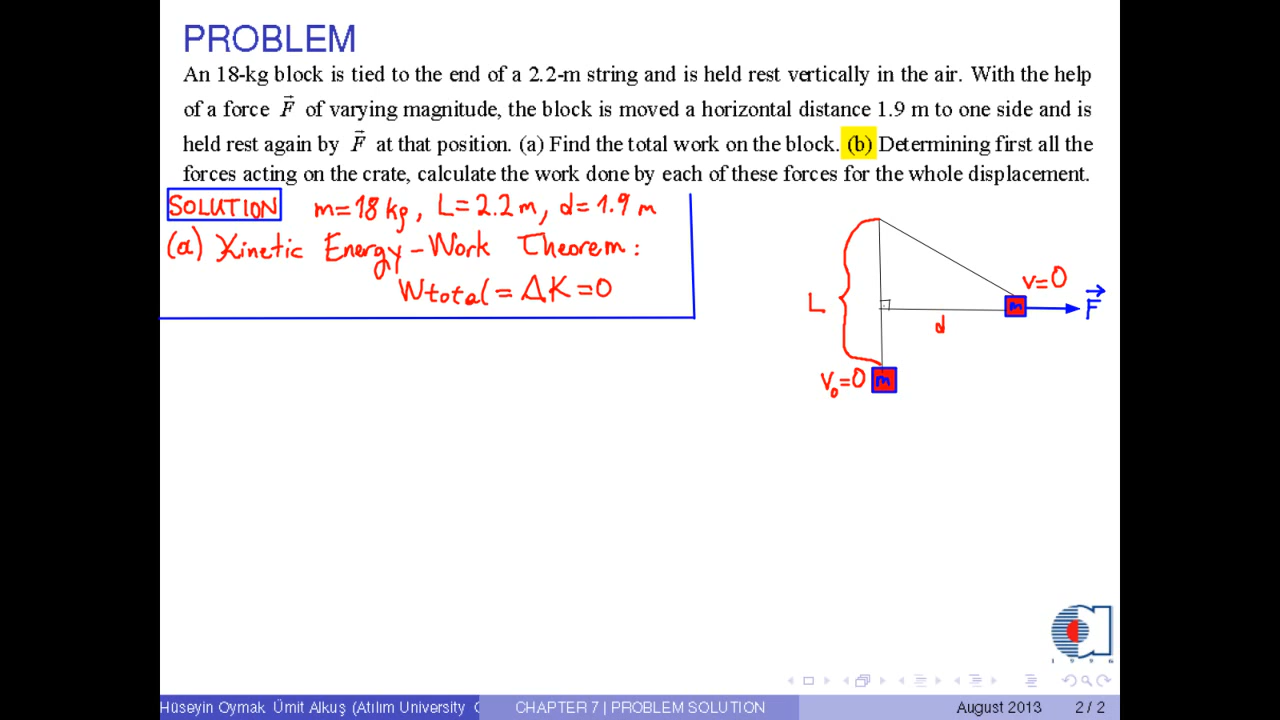 PROBLEM
An 18-kg block is tied to the end of a 2.2-m string and is held rest vertically in the air. With the help
of a force F⃗ of varying magnitude, the block is moved a horizontal distance 1.9 m to one side and is
held rest again by F⃗ at that position. (a) Find the total work on the block. (b) Determining first all the
forces acting on the crate, calculate the work done by each of these forces for the whole displacement.
SOLUTION m=18 kg, L=2.2 m, d=1.9 m
(a) Kinetic Energy-Work Theorem:
Wtotal = ΔK=0
v=0
m
F⃗
L
d
v₀=0
m
1 9 9 6
Hüseyin Oymak, Ümit Alkuş (Atılım University CHAPTER 7 | PROBLEM SOLUTION August 2013 2 / 2